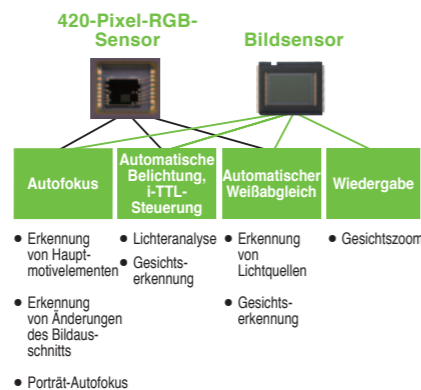 420-Pixel-RGB-
Sensor
Bildsensor
Autofokus
Automatische
Belichtung,
i-TTL-
Steuerung
Automatischer
Weißabgleich
Wiedergabe
● Erkennung
von Haupt-
motivelementen
● Erkennung
von Änderungen
des Bildaus-
schnitts
● Porträt-Autofokus
● Lichteranalyse
● Gesichts-
erkennung
● Erkennung
von
Lichtquellen
● Gesichts-
erkennung
● Gesichtszoom